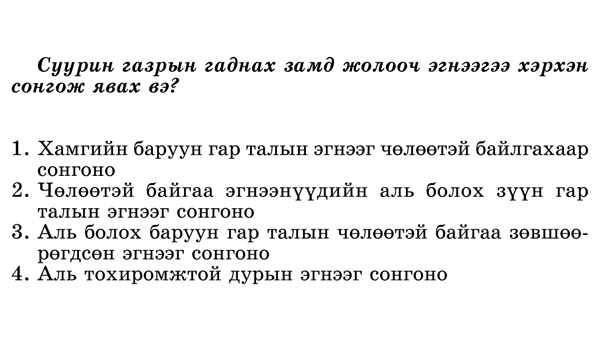 Суурин газрын гаднах замд жолооч эгнээгээ хэрхэн
сонгож явах вэ?
1. Хамгийн баруун гар талын эгнээг чөлөөтэй байлгахаар
сонгоно
2. Чөлөөтэй байгаа эгнээнүүдийн аль болох зүүн гар
талын эгнээг сонгоно
3. Аль болох баруун гар талын чөлөөтэй байгаа зөвшөө-
рөгдсөн эгнээг сонгоно
4. Аль тохиромжтой дурын эгнээг сонгоно